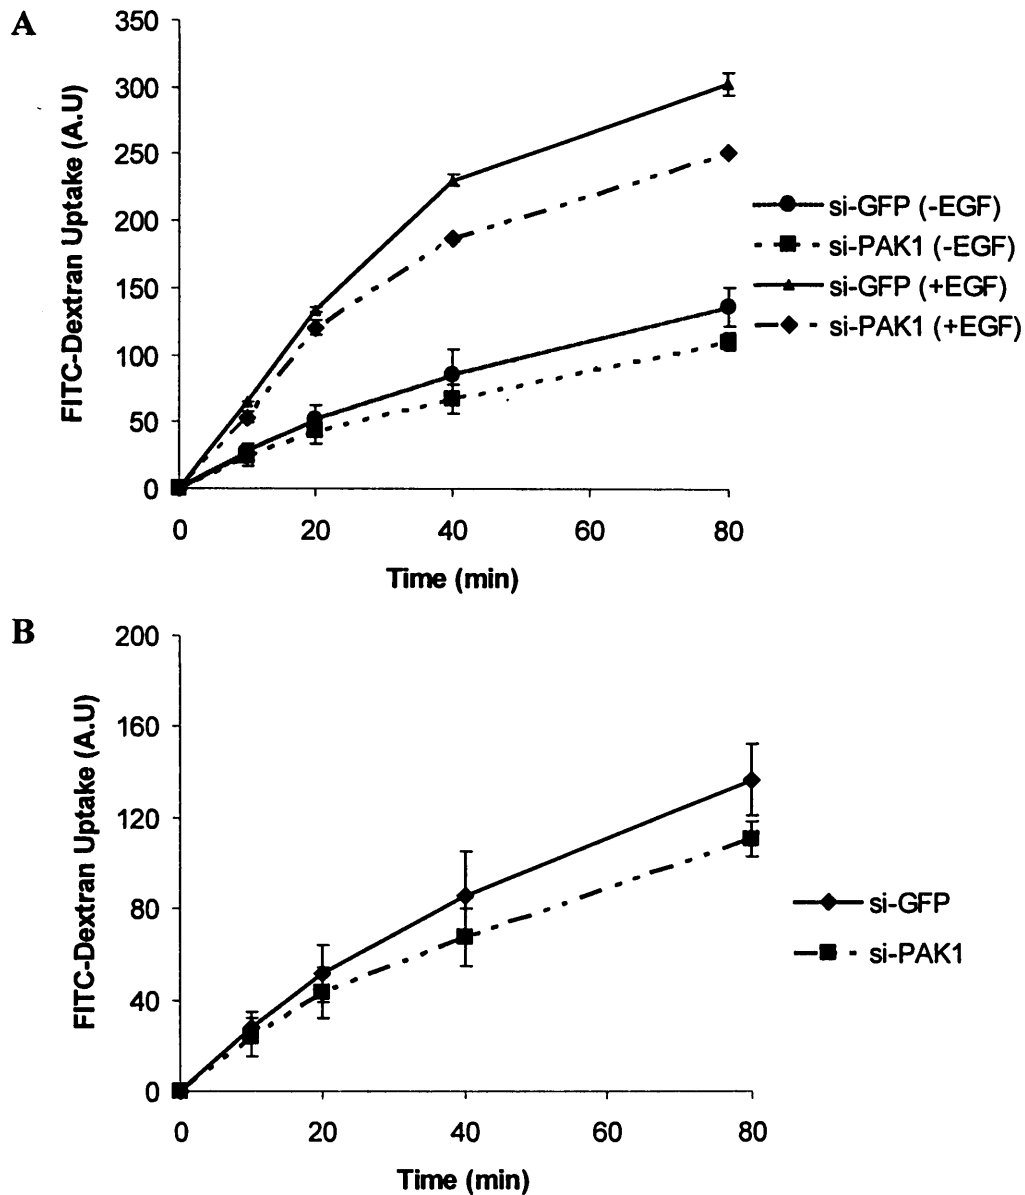 A
350
300
250
200
150
100
50
0
FITC-Dextran Uptake (A.U)
0 20 40 60 80
Time (min)
si-GFP (-EGF)
si-PAK1 (-EGF)
si-GFP (+EGF)
si-PAK1 (+EGF)
B
200
160
120
80
40
0
FITC-Dextran Uptake (A.U)
0 20 40 60 80
Time (min)
si-GFP
si-PAK1